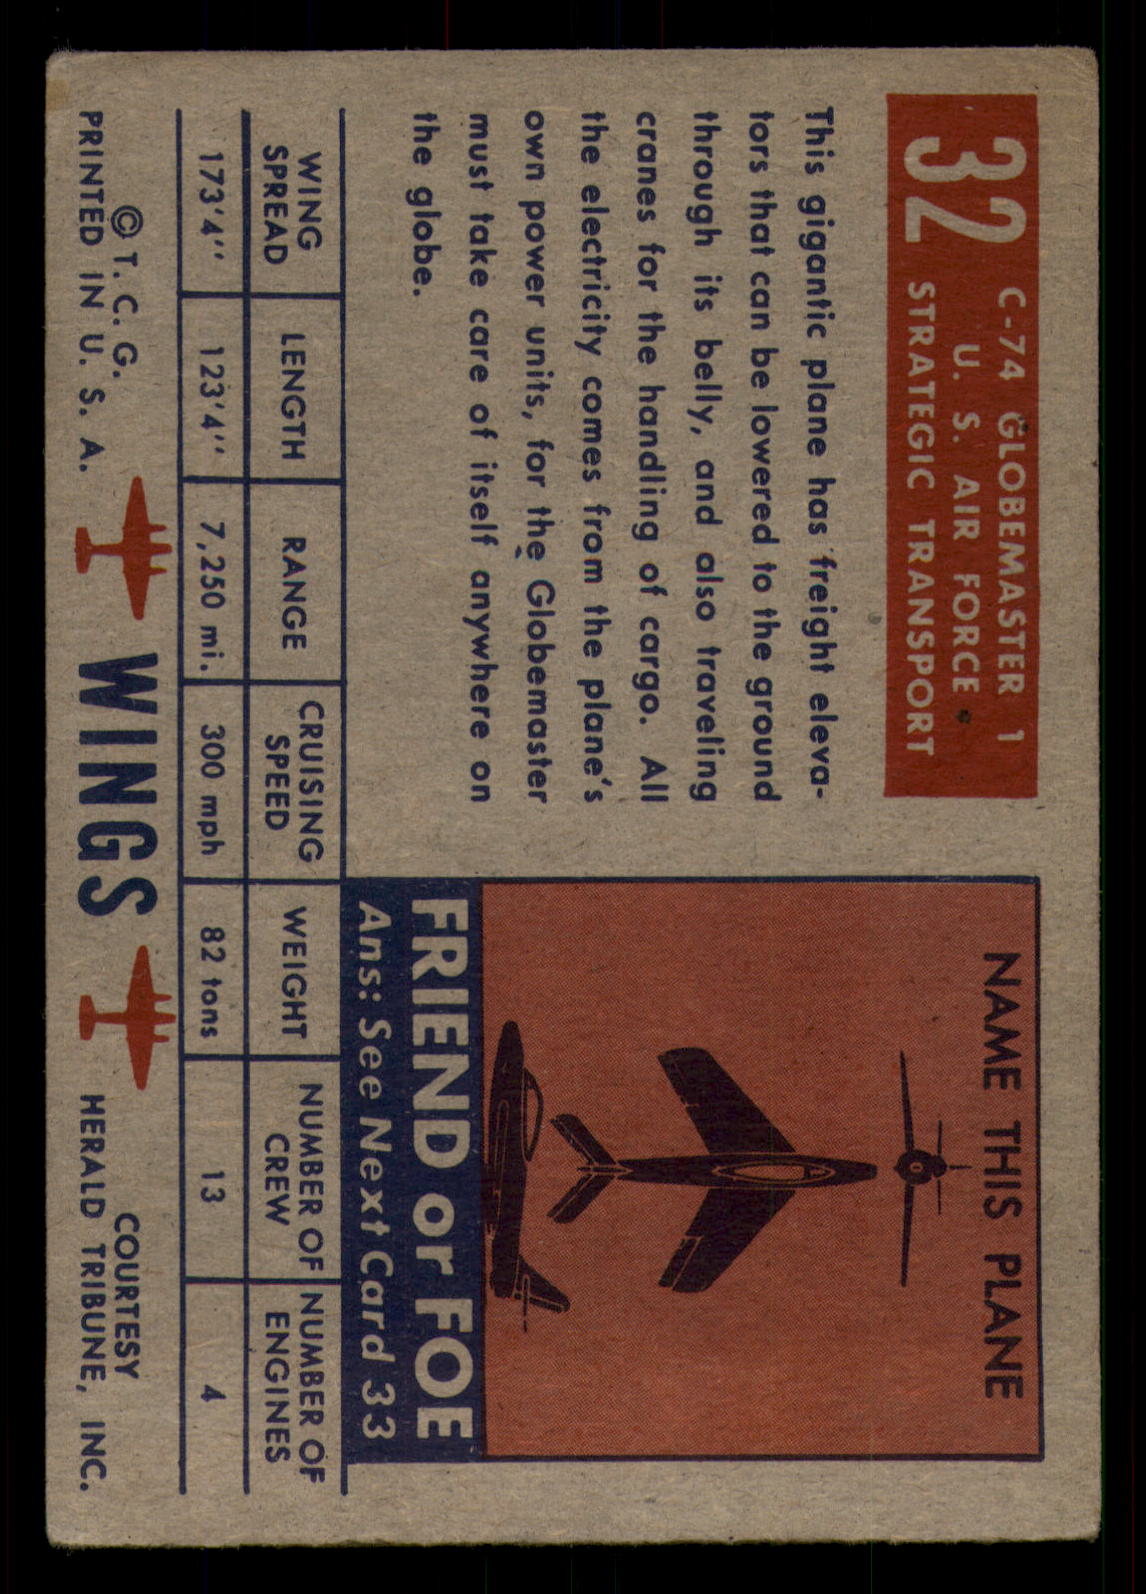 32 C-74 GLOBEMASTER 1
U. S. AIR FORCE
STRATEGIC TRANSPORT
This gigantic plane has freight eleva-
tors that can be lowered to the ground
through its belly, and also traveling
cranes for the handling of cargo. All
the electricity comes from the plane's
own power units, for the Globemaster
must take care of itself anywhere on
the globe.
NAME THIS PLANE
FRIEND or FOE
Ans: See Next Card 33
WING SPREAD LENGTH RANGE CRUISING SPEED WEIGHT NUMBER OF CREW NUMBER OF ENGINES
173'4'' 123'4'' 7,250 mi. 300 mph 82 tons 13 4
© T. C. G.
PRINTED IN U. S. A.
WINGS
COURTESY
HERALD TRIBUNE, INC.